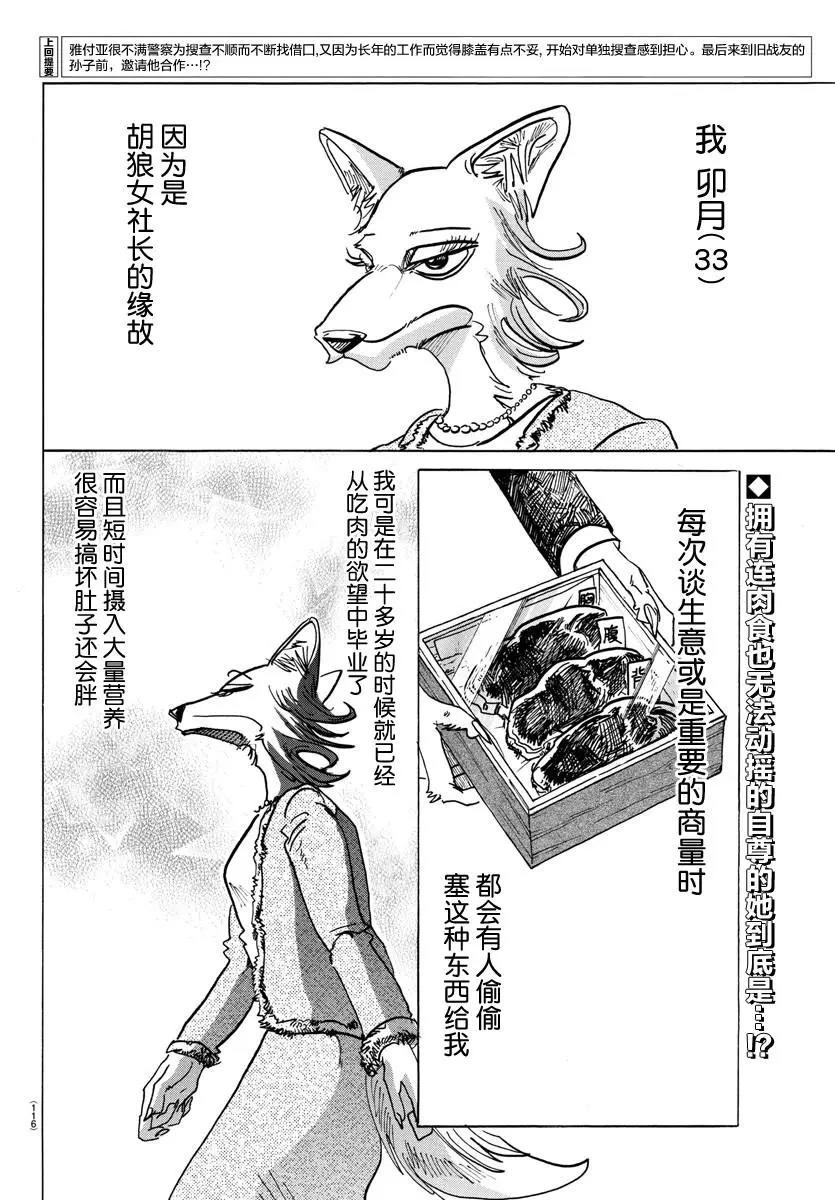 上回提要
雅付亚很不满警察为搜查不顺而不断找借口,又因为长年的工作而觉得膝盖有点不妥, 开始对单独搜查感到担心。最后来到旧战友的
孙子前，邀请他合作…!?
我 卯月(33)
因为是
胡狼女社长的缘故
◆拥有连肉食也无法动摇的自尊的她到底是…!?
每次谈生意或是重要的商量时
胸
腹
背
都会有人偷偷
塞这种东西给我
我可是在二十多岁的时候就已经
从吃肉的欲望中毕业了
而且短时间摄入大量营养
很容易搞坏肚子还会胖
(116)